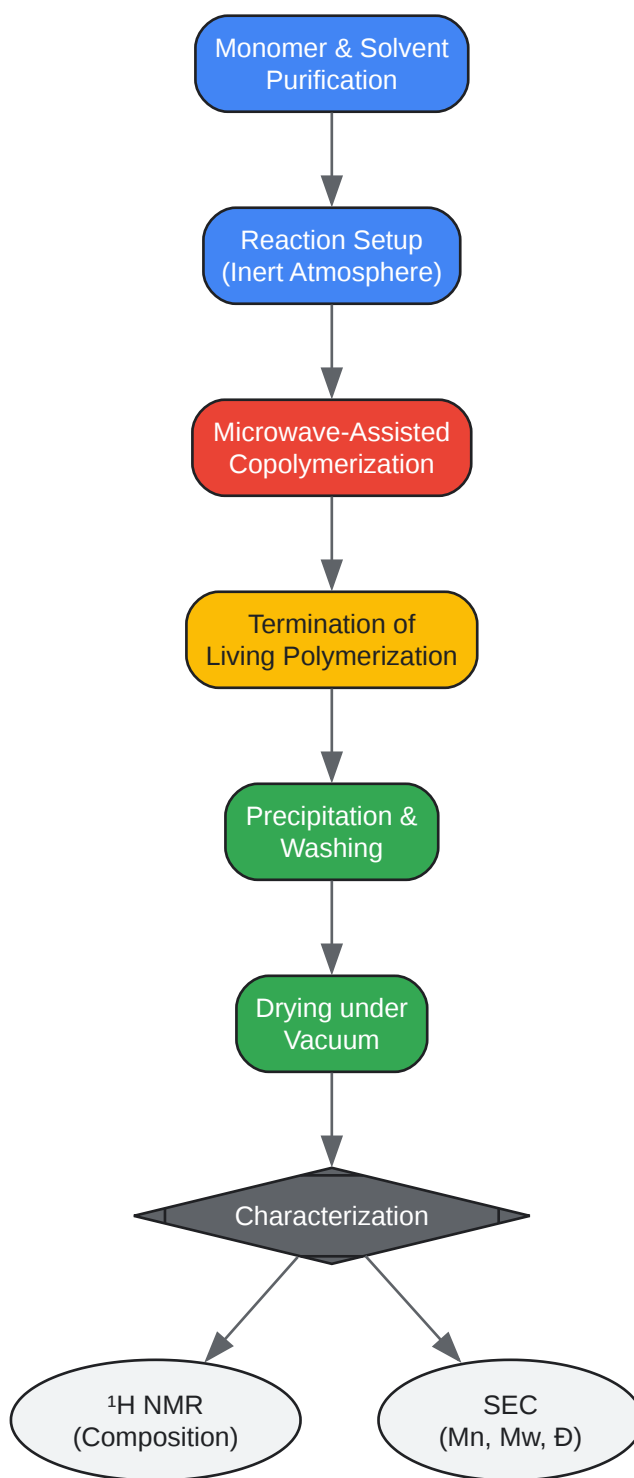 Monomer & Solvent
Purification
Reaction Setup
(Inert Atmosphere)
Microwave-Assisted
Copolymerization
Termination of
Living Polymerization
Precipitation &
Washing
Drying under
Vacuum
Characterization
¹H NMR
(Composition)
SEC
(Mn, Mw, Đ)